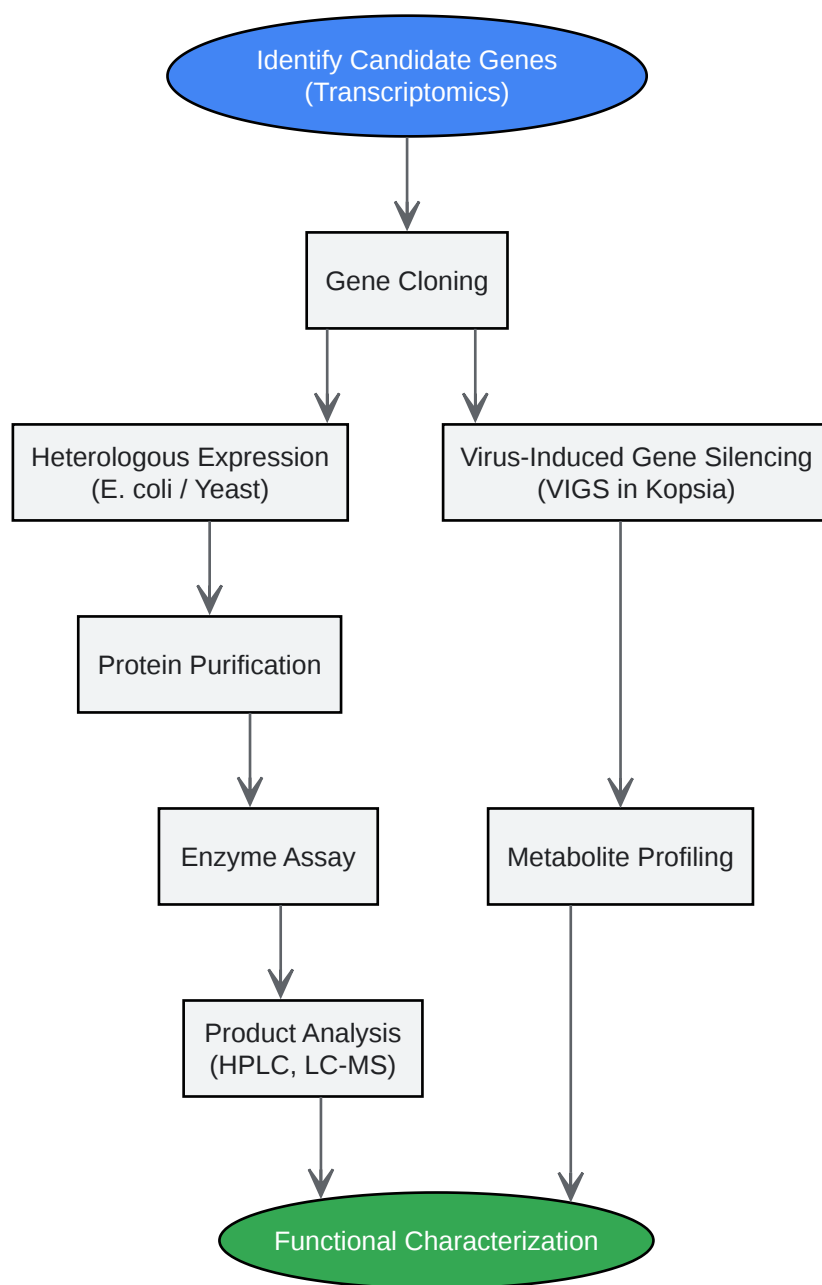 Identify Candidate Genes
(Transcriptomics)
Gene Cloning
Heterologous Expression
(E. coli / Yeast)
Virus-Induced Gene Silencing
(VIGS in Kopsia)
Protein Purification
Enzyme Assay
Metabolite Profiling
Product Analysis
(HPLC, LC-MS)
Functional Characterization